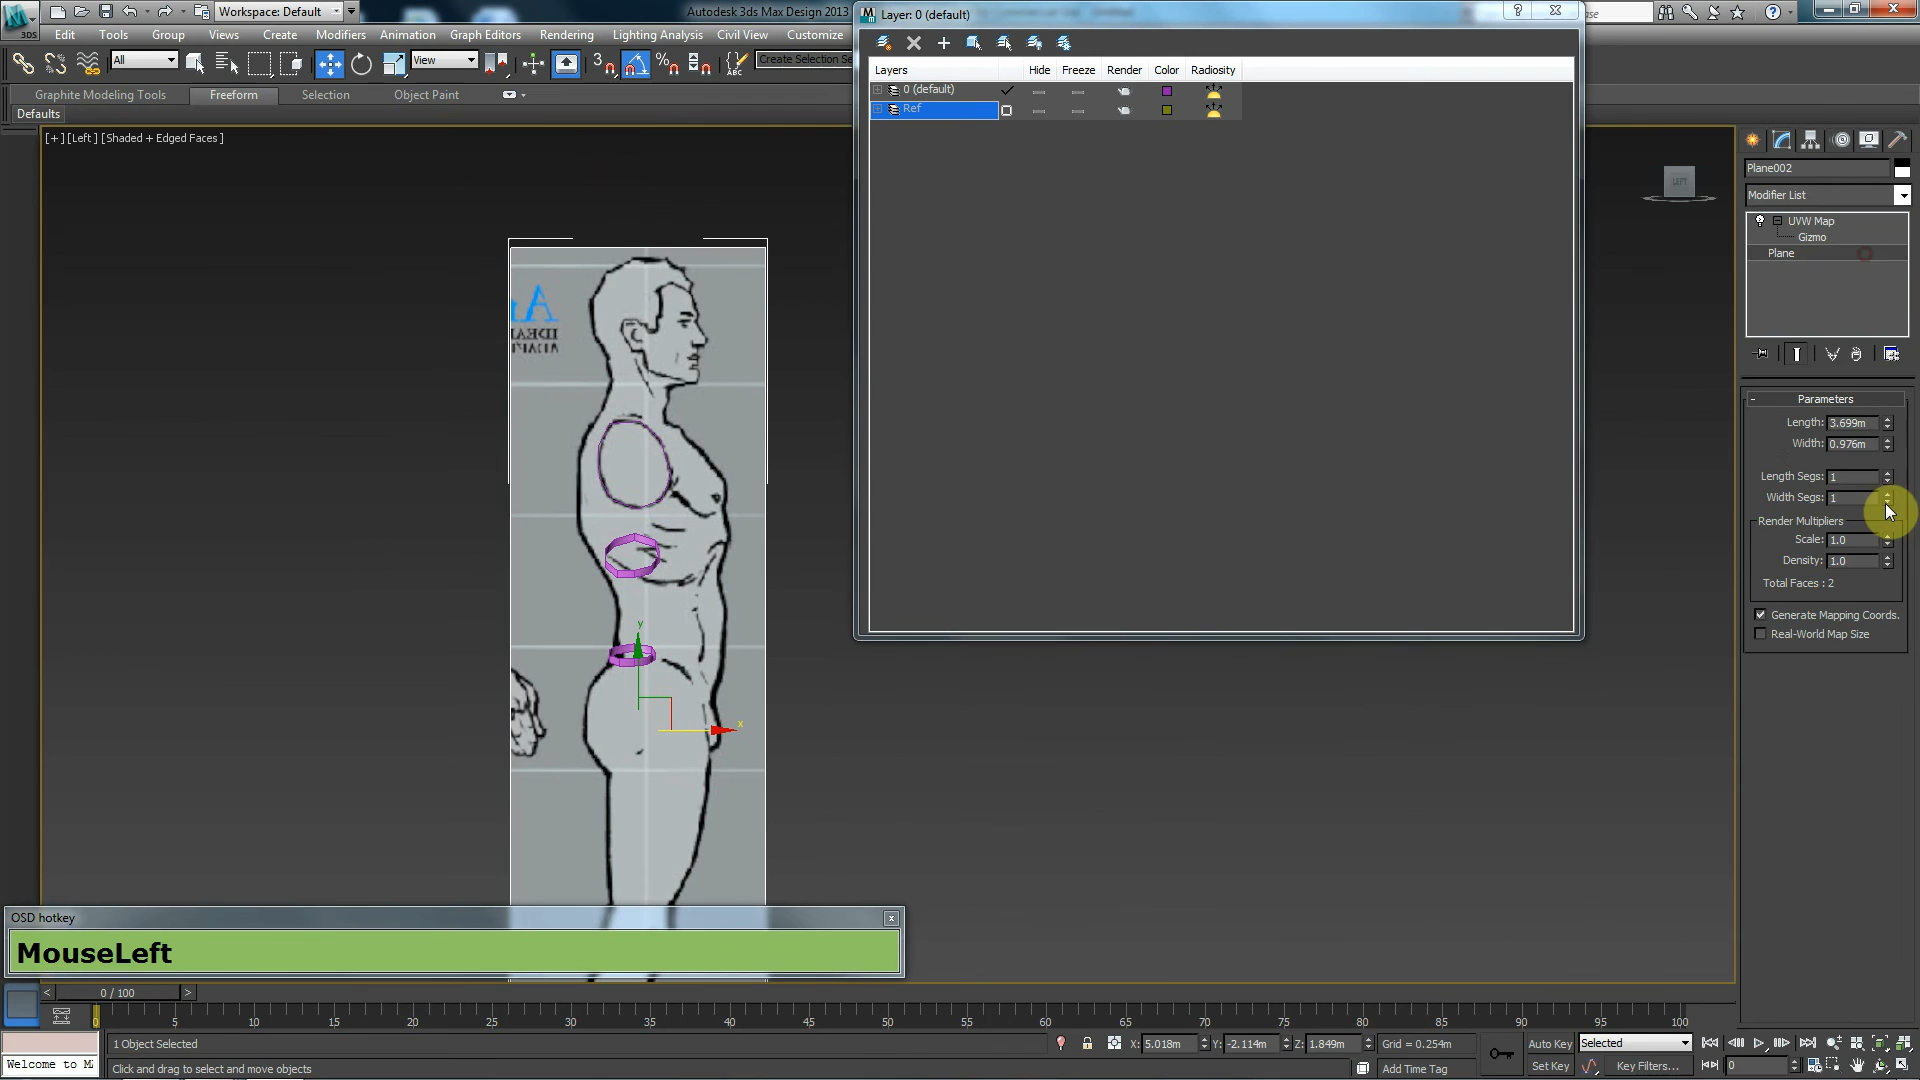 3DS
Workspace: Default
Autodesk 3ds Max Design 2013
Edit Tools Group Views Create Modifiers Animation Graph Editors Rendering Lighting Analysis Civil View Customize
All
View
3
Create Selection Se
Graphite Modeling Tools Freeform Selection Object Paint
Defaults
[ + ] [Left ] [Shaded + Edged Faces ]
Layer: 0 (default)
Layers Hide Freeze Render Color Radiosity
0 (default)
Ref
LEFT
Plane002
Modifier List
UVW Map
Gizmo
Plane
Parameters
Length: 3.699m
Width: 0.976m
Length Segs: 1
Width Segs: 1
Render Multipliers
Scale: 1.0
Density: 1.0
Total Faces : 2
Generate Mapping Coords.
Real-World Map Size
y
x
OSD hotkey
MouseLeft
< 0 / 100 >
5 10 15 20 25 30 35 40 45 50 55 60 65 70 75 80 85 90 95 100
1 Object Selected
X: 5.018m Y: -2.114m Z: 1.849m Grid = 0.254m
Auto Key Selected
Welcome to M
Click and drag to select and move objects
Add Time Tag
Set Key Key Filters... 0